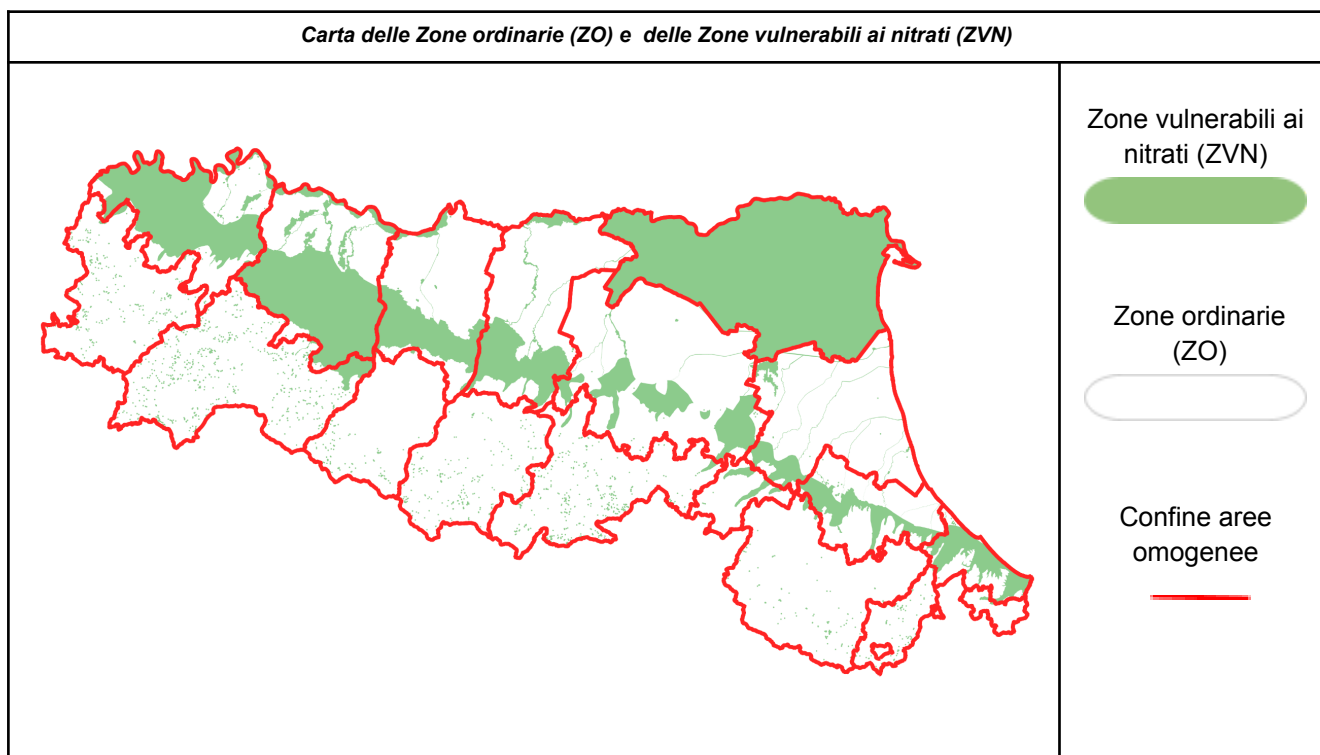 Carta delle Zone ordinarie (ZO) e  delle Zone vulnerabili ai nitrati (ZVN)
Zone vulnerabili ai
nitrati (ZVN)
Zone ordinarie
(ZO)
Confine aree
omogenee